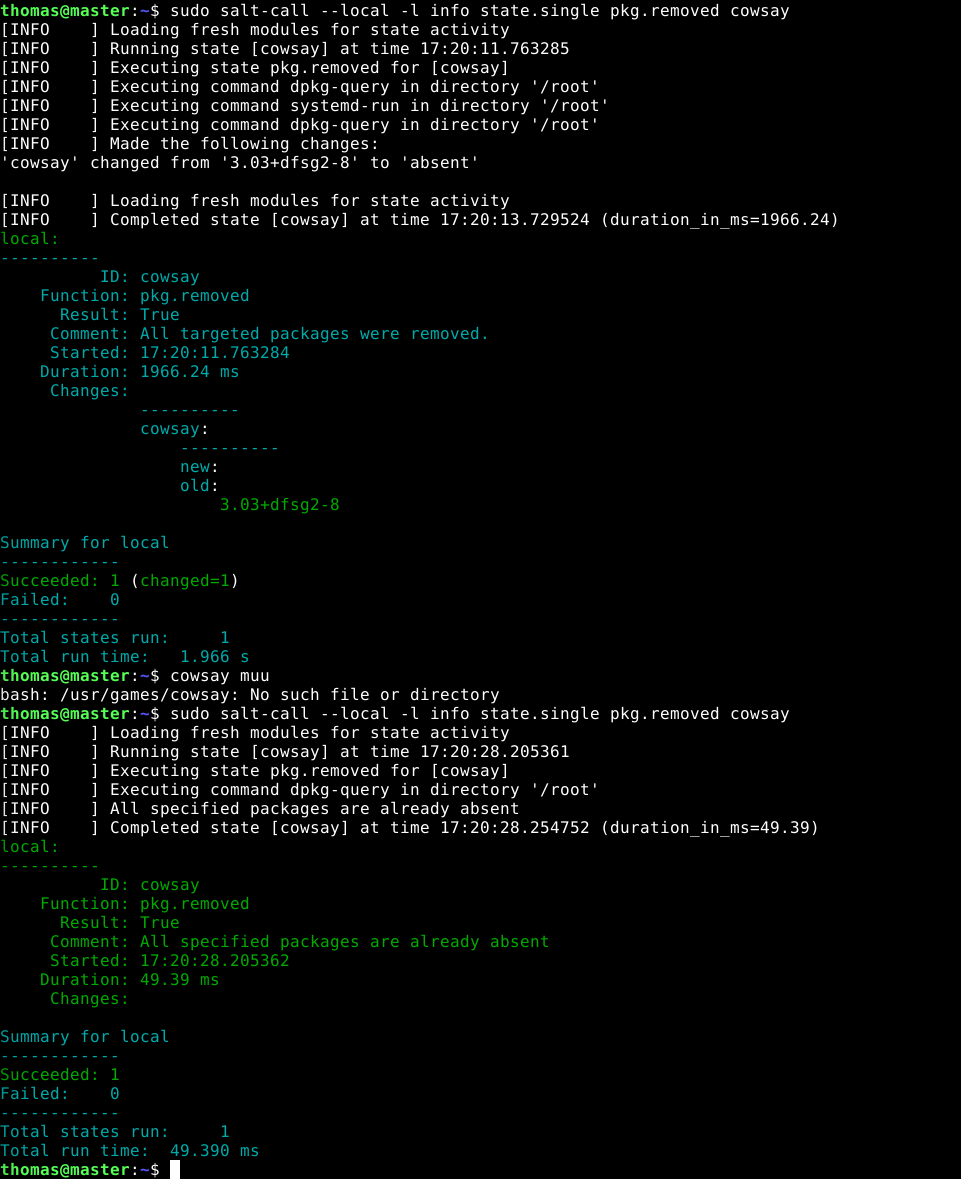 thomas@master:~$ sudo salt-call --local -l info state.single pkg.removed cowsay
[INFO    ] Loading fresh modules for state activity
[INFO    ] Running state [cowsay] at time 17:20:11.763285
[INFO    ] Executing state pkg.removed for [cowsay]
[INFO    ] Executing command dpkg-query in directory '/root'
[INFO    ] Executing command systemd-run in directory '/root'
[INFO    ] Executing command dpkg-query in directory '/root'
[INFO    ] Made the following changes:
'cowsay' changed from '3.03+dfsg2-8' to 'absent'

[INFO    ] Loading fresh modules for state activity
[INFO    ] Completed state [cowsay] at time 17:20:13.729524 (duration_in_ms=1966.24)
local:
----------
          ID: cowsay
    Function: pkg.removed
      Result: True
     Comment: All targeted packages were removed.
     Started: 17:20:11.763284
    Duration: 1966.24 ms
     Changes:
              ----------
              cowsay:
                  ----------
                  new:
                  old:
                      3.03+dfsg2-8

Summary for local
------------
Succeeded: 1 (changed=1)
Failed:    0
------------
Total states run:     1
Total run time:   1.966 s
thomas@master:~$ cowsay muu
bash: /usr/games/cowsay: No such file or directory
thomas@master:~$ sudo salt-call --local -l info state.single pkg.removed cowsay
[INFO    ] Loading fresh modules for state activity
[INFO    ] Running state [cowsay] at time 17:20:28.205361
[INFO    ] Executing state pkg.removed for [cowsay]
[INFO    ] Executing command dpkg-query in directory '/root'
[INFO    ] All specified packages are already absent
[INFO    ] Completed state [cowsay] at time 17:20:28.254752 (duration_in_ms=49.39)
local:
----------
          ID: cowsay
    Function: pkg.removed
      Result: True
     Comment: All specified packages are already absent
     Started: 17:20:28.205362
    Duration: 49.39 ms
     Changes:

Summary for local
------------
Succeeded: 1
Failed:    0
------------
Total states run:     1
Total run time:  49.390 ms
thomas@master:~$